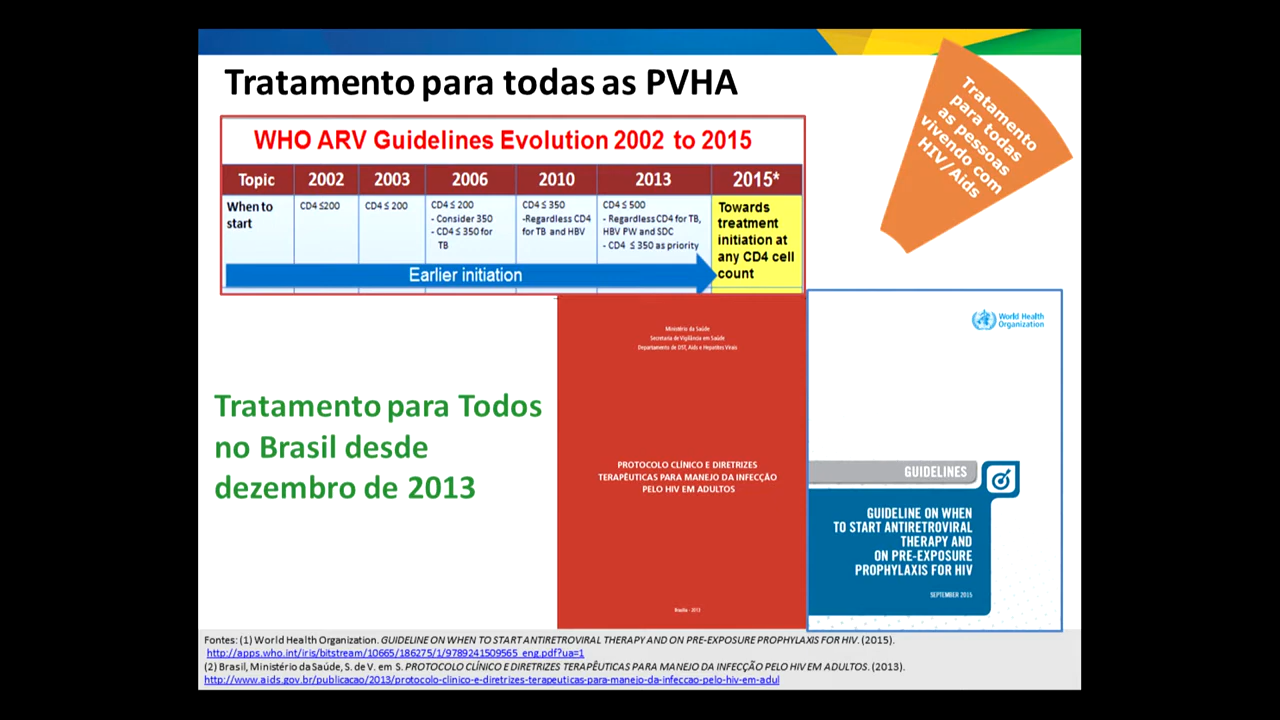 Tratamento para todas as PVHA
Tratamento
para todas
as pessoas
vivendo com
HIV/Aids
WHO ARV Guidelines Evolution 2002 to 2015
Topic 2002 2003 2006 2010 2013 2015*
When to
start
CD4 ≤200
CD4 ≤ 200
CD4 ≤ 200
- Consider 350
- CD4 ≤ 350 for
TB
CD4 ≤ 350
-Regardless CD4
for TB and HBV
CD4 ≤ 500
- Regardless CD4 for TB,
HBV PW and SDC
- CD4 ≤ 350 as priority
Towards
treatment
initiation at
any CD4 cell
count
Earlier initiation
Tratamento para Todos
no Brasil desde
dezembro de 2013
Ministério da Saúde
Secretaria de Vigilância em Saúde
Departamento de DST, Aids e Hepatites Virais
PROTOCOLO CLÍNICO E DIRETRIZES
TERAPÊUTICAS PARA MANEJO DA INFECÇÃO
PELO HIV EM ADULTOS
Brasília - 2013
World Health
Organization
GUIDELINES
GUIDELINE ON WHEN
TO START ANTIRETROVIRAL
THERAPY AND
ON PRE-EXPOSURE
PROPHYLAXIS FOR HIV
SEPTEMBER 2015
Fontes: (1) World Health Organization. GUIDELINE ON WHEN TO START ANTIRETROVIRAL THERAPY AND ON PRE-EXPOSURE PROPHYLAXIS FOR HIV. (2015).
http://apps.who.int/iris/bitstream/10665/186275/1/9789241509565_eng.pdf?ua=1
(2) Brasil, Ministério da Saúde, S. de V. em S. PROTOCOLO CLÍNICO E DIRETRIZES TERAPÊUTICAS PARA MANEJO DA INFECÇÃO PELO HIV EM ADULTOS. (2013).
http://www.aids.gov.br/publicacao/2013/protocolo-clinico-e-diretrizes-terapeuticas-para-manejo-da-infeccao-pelo-hiv-em-adul